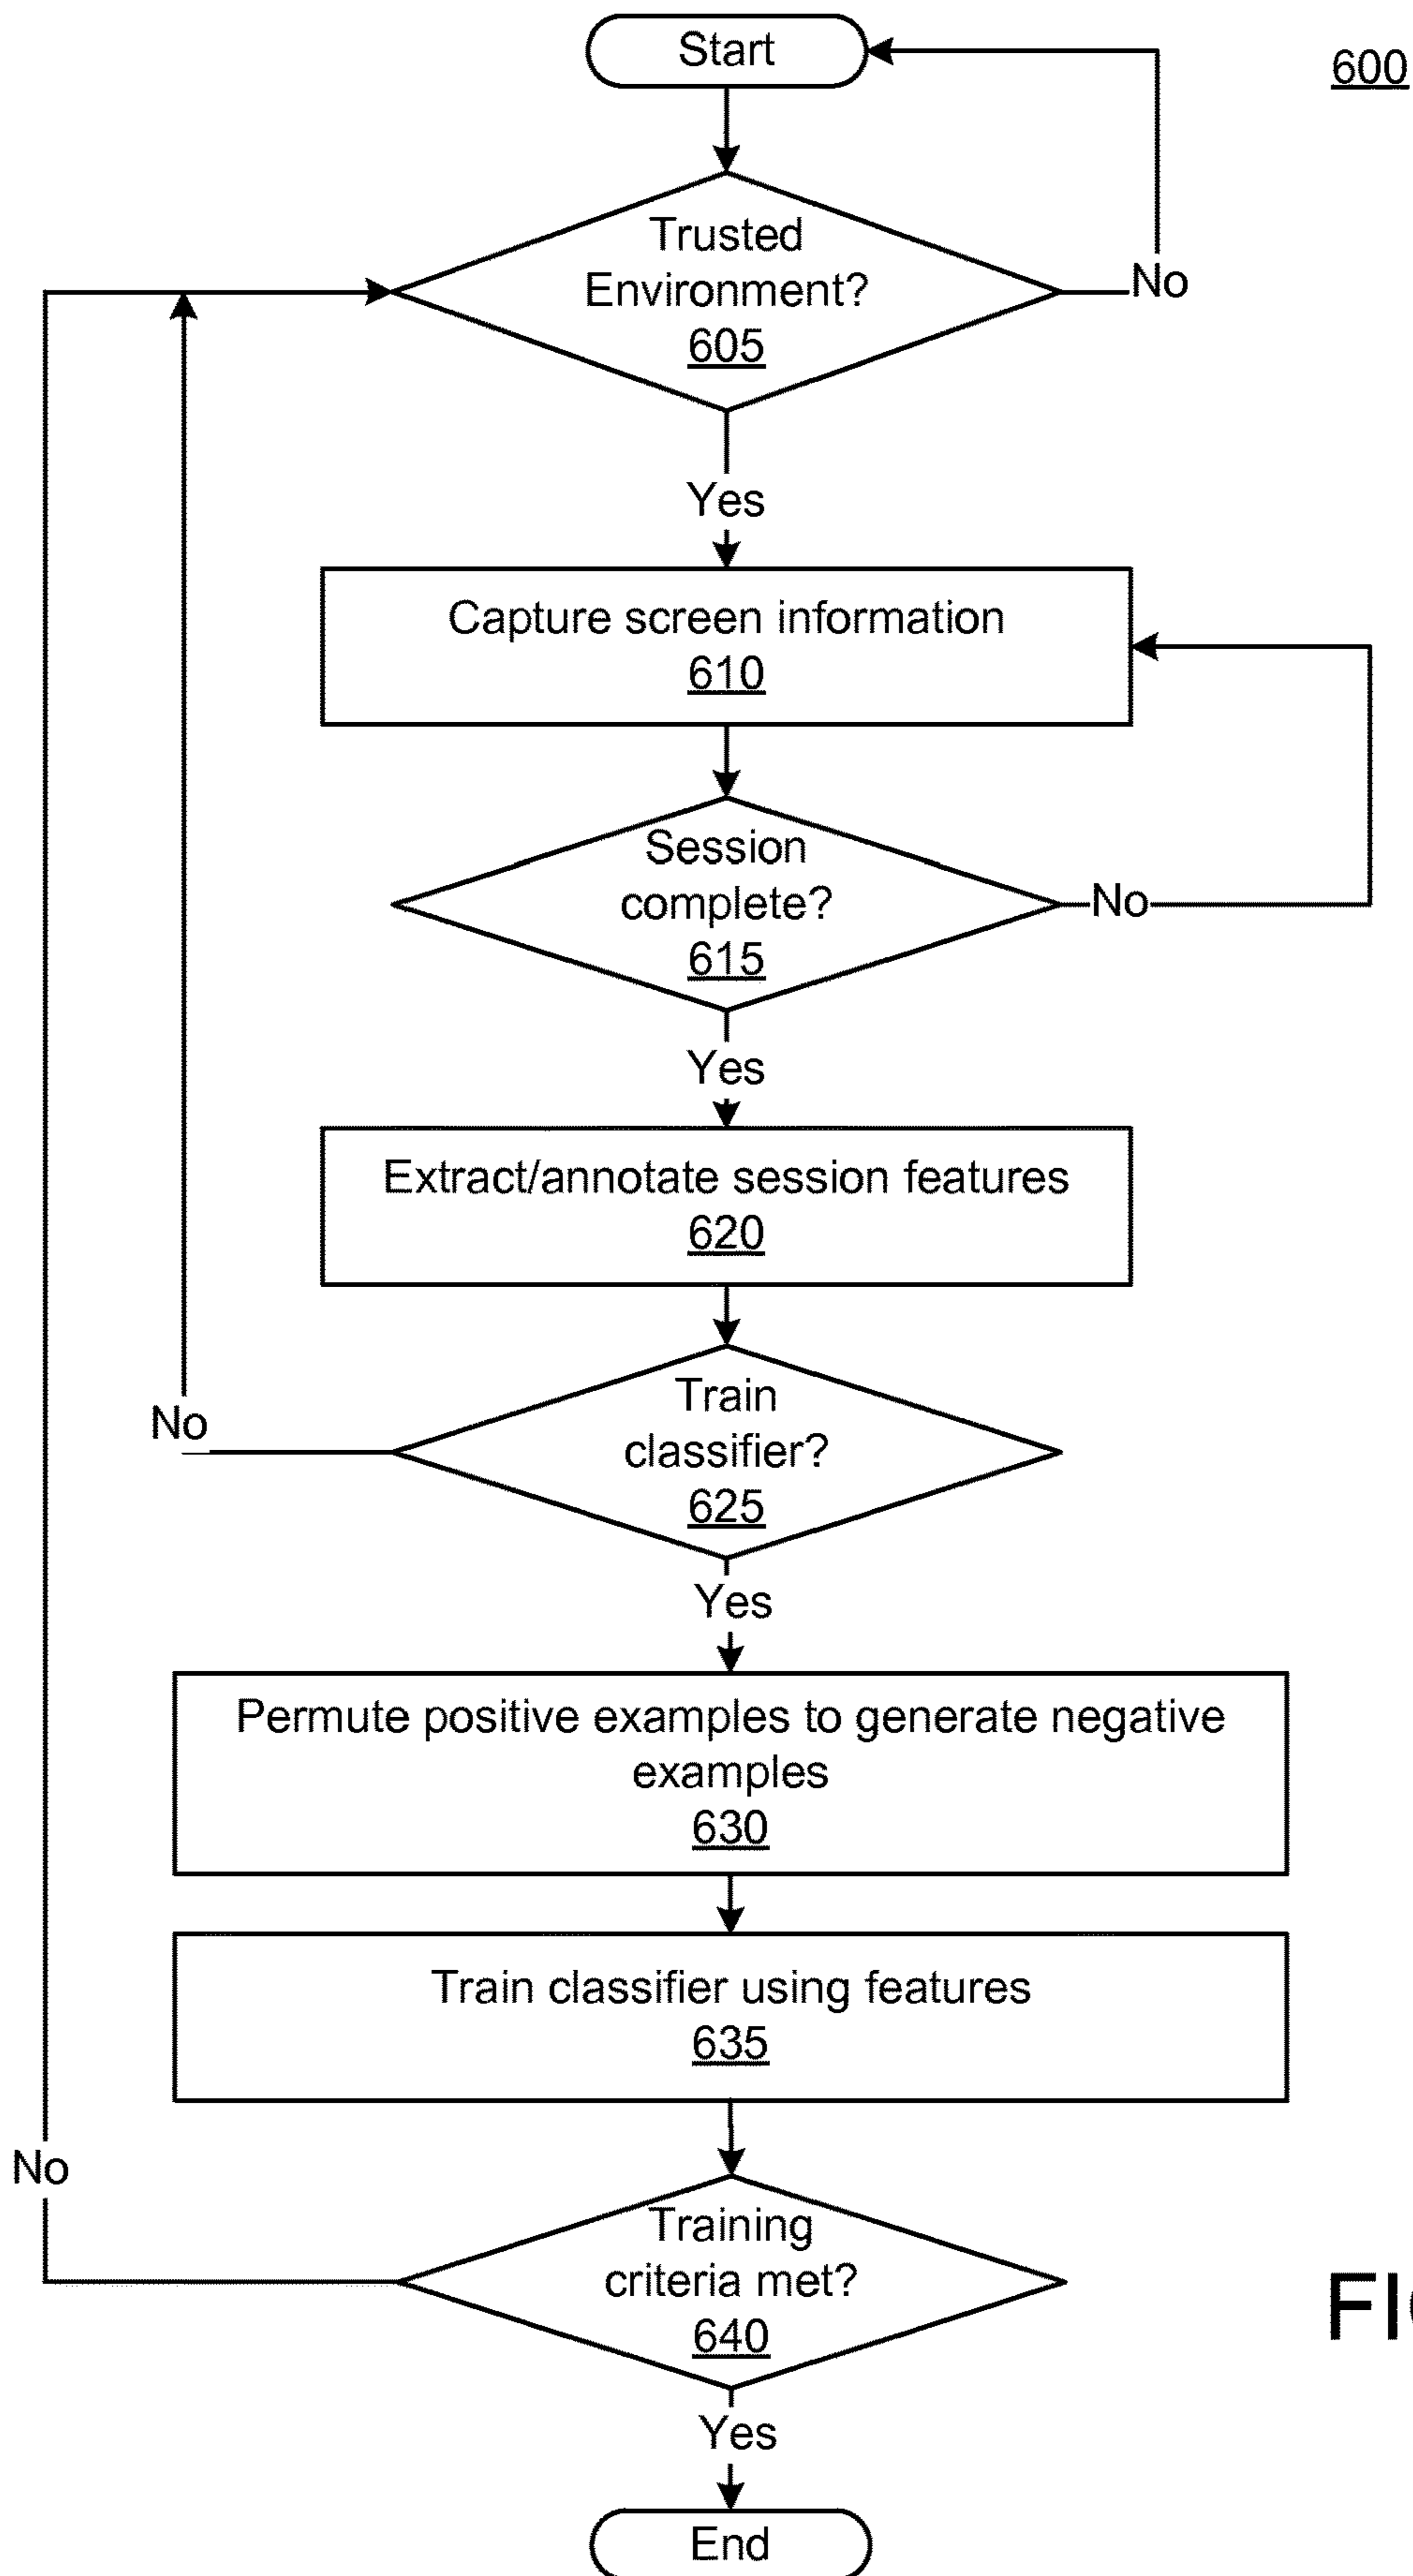 Start
600
Trusted
Environment?
605
No
Yes
Capture screen information
610
Session
complete?
615
No
Yes
Extract/annotate session features
620
Train
classifier?
625
No
Yes
Permute positive examples to generate negative
examples
630
Train classifier using features
635
No
Training
criteria met?
640
Yes
End